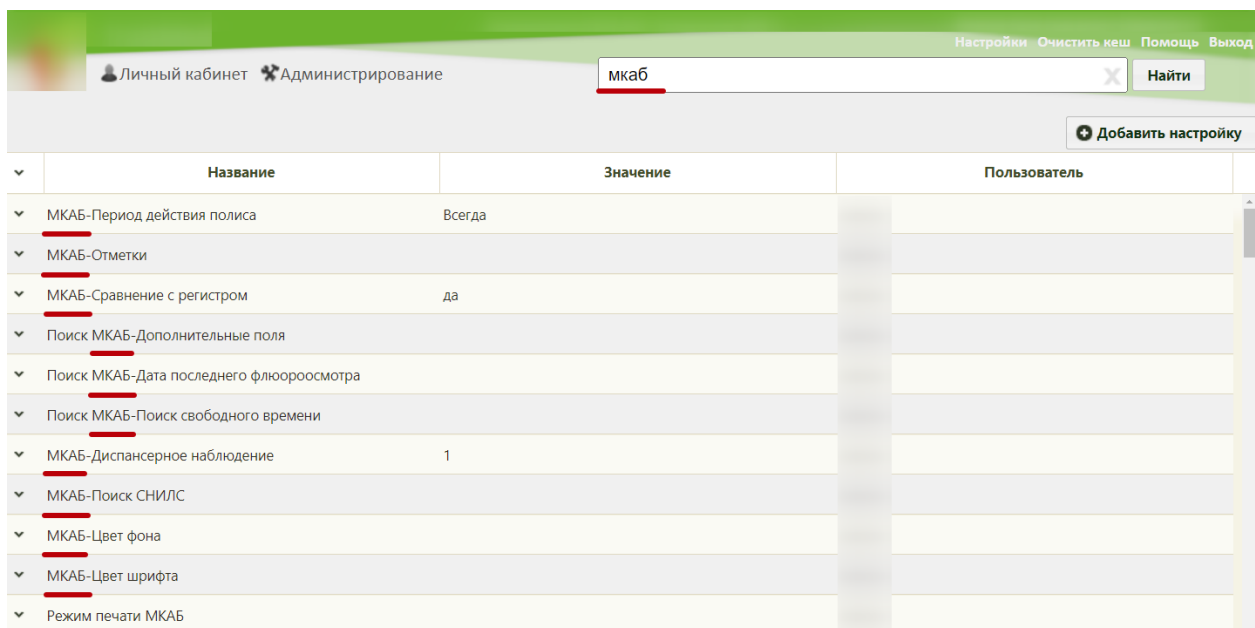 Настройки Очистить кеш Помощь Выход
Личный кабинет Администрирование мкаб X Найти
Добавить настройку
Название Значение Пользователь
МКАБ-Период действия полиса Всегда
МКАБ-Отметки
МКАБ-Сравнение с регистром да
Поиск МКАБ-Дополнительные поля
Поиск МКАБ-Дата последнего флюороосмотра
Поиск МКАБ-Поиск свободного времени
МКАБ-Диспансерное наблюдение 1
МКАБ-Поиск СНИЛС
МКАБ-Цвет фона
МКАБ-Цвет шрифта
Режим печати МКАБ